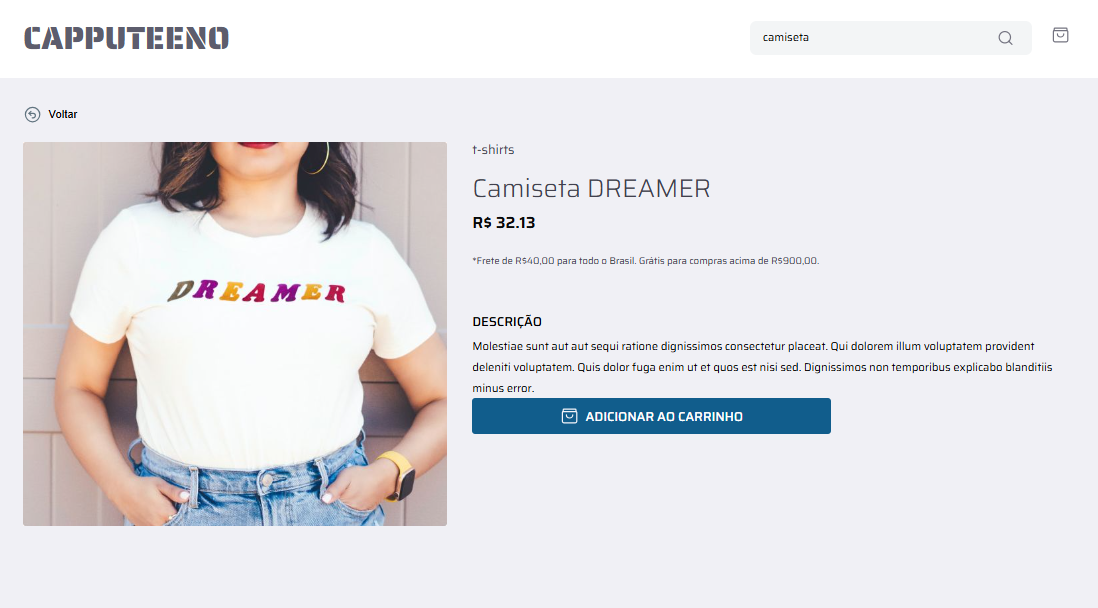 CAPPUTEENO
camiseta
Voltar
t-shirts
Camiseta DREAMER
R$ 32.13
*Frete de R$40,00 para todo o Brasil. Grátis para compras acima de R$900,00.
DREAMER
DESCRIÇÃO
Molestiae sunt aut aut sequi ratione dignissimos consectetur placeat. Qui dolorem illum voluptatem provident
deleniti voluptatem. Quis dolor fuga enim ut et quos est nisi sed. Dignissimos non temporibus explicabo blanditiis
minus error.
ADICIONAR AO CARRINHO